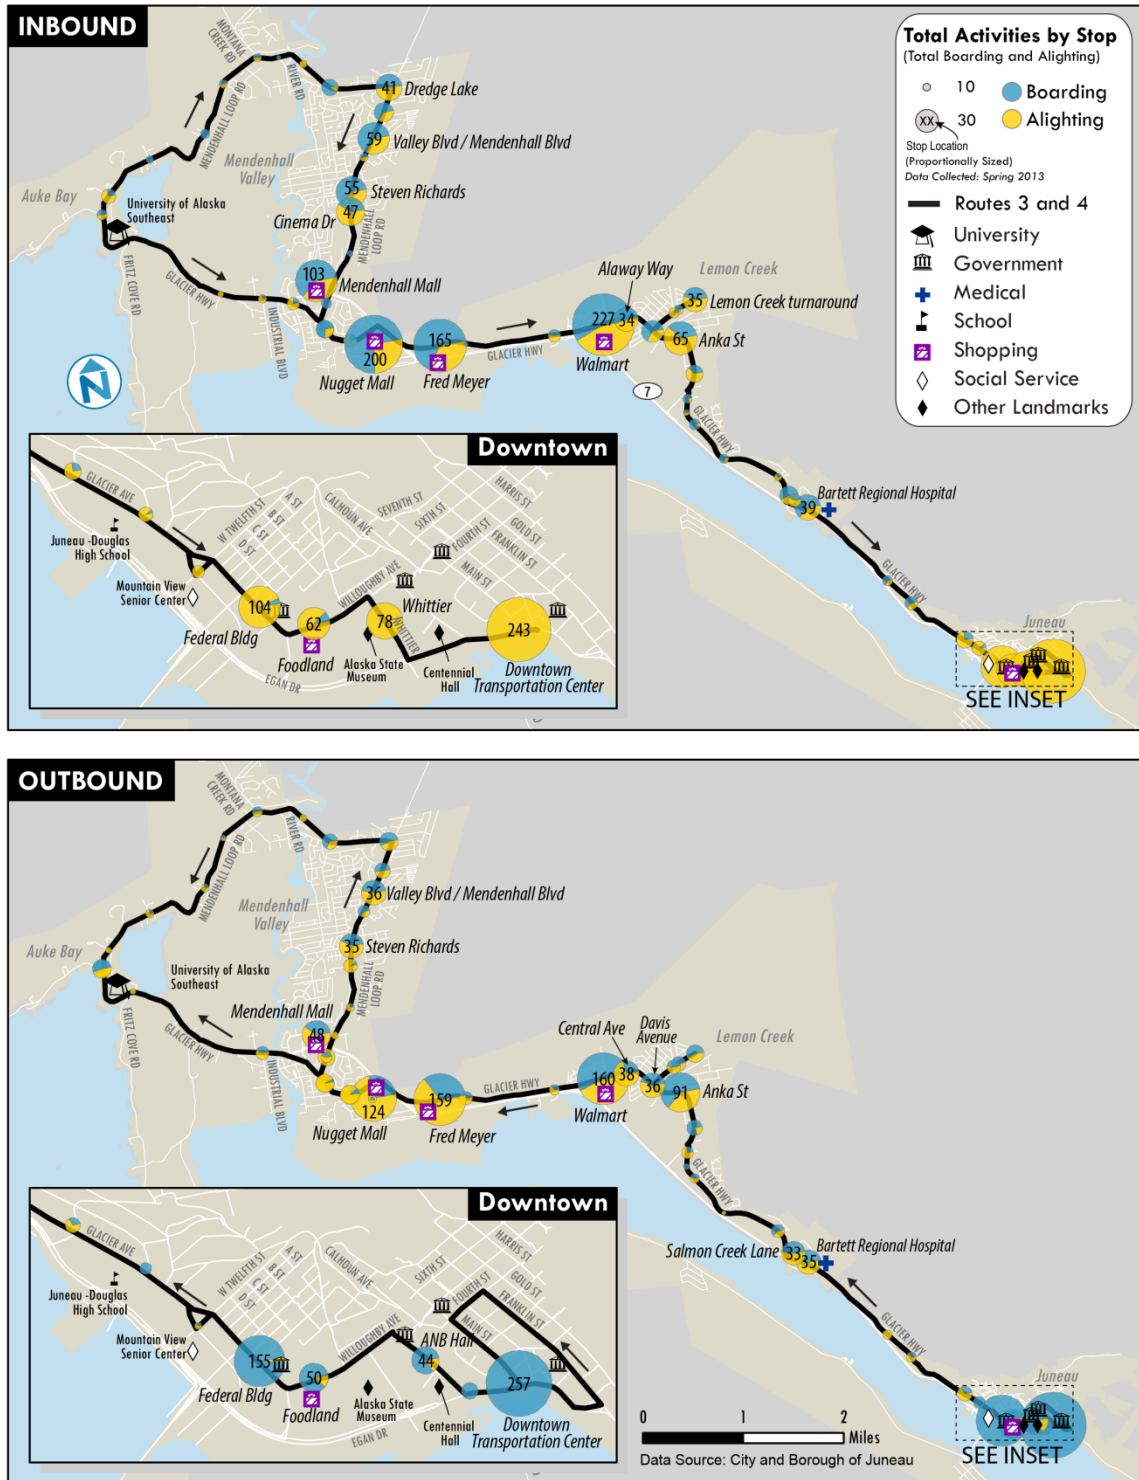 INBOUND
Total Activities by Stop
(Total Boarding and Alighting)
10
XX 30
Boarding
Alighting
Stop Location
(Proportionally Sized)
Data Collected: Spring 2013
Routes 3 and 4
University
Government
Medical
School
Shopping
Social Service
Other Landmarks
MONTANA
CREEK RD
RIVER RD
MENDENHALL LOOP RD
41 Dredge Lake
59 Valley Blvd / Mendenhall Blvd
Mendenhall
Valley
55 Steven Richards
Auke Bay
University of Alaska
Southeast
47
Cinema Dr
MENDENHALL
LOOP RD
103
Mendenhall Mall
FRITZ COVE RD
GLACIER HWY
INDUSTRIAL BLVD
N
200
Nugget Mall
165
Fred Meyer
GLACIER HWY
Alaway Way
227
34
Walmart
Lemon Creek
35 Lemon Creek turnaround
65 Anka St
7
GLACIER HWY
Bartett Regional Hospital
39
GLACIER HWY
Juneau
SEE INSET
Downtown
GLACIER AVE
Juneau -Douglas
High School
Mountain View
Senior Center
W TWELFTH ST
A ST
B ST
C ST
D ST
CALHOUN AVE
SEVENTH ST
SIXTH ST
FOURTH ST
HARRIS ST
GOLD ST
FRANKLIN ST
MAIN ST
WILLOUGHBY AVE
Whittier
WHITTIER
104
Federal Bldg
62
Foodland
78
Alaska State
Museum
Centennial
Hall
243
Downtown
Transportation Center
EGAN DR
OUTBOUND
MONTANA
CREEK RD
RIVER RD
MENDENHALL LOOP RD
36 Valley Blvd / Mendenhall Blvd
Mendenhall
Valley
35 Steven Richards
Auke Bay
University of Alaska
Southeast
MENDENHALL
LOOP RD
Mendenhall Mall
48
FRITZ COVE RD
GLACIER HWY
INDUSTRIAL BLVD
124
Nugget Mall
159
Fred Meyer
GLACIER HWY
Central Ave
Davis
Avenue
Lemon Creek
160
38
36
Walmart
91 Anka St
GLACIER HWY
Salmon Creek Lane
33
35
Bartett Regional Hospital
GLACIER HWY
Juneau
SEE INSET
Downtown
GLACIER AVE
Juneau -Douglas
High School
Mountain View
Senior Center
W TWELFTH ST
A ST
B ST
C ST
D ST
CALHOUN AVE
SIXTH ST
FOURTH ST
HARRIS ST
GOLD ST
FRANKLIN ST
MAIN ST
WILLOUGHBY AVE
ANB Hall
155
Federal Bldg
50
Foodland
44
Alaska State
Museum
Centennial
Hall
257
Downtown
Transportation Center
EGAN DR
0 1 2
Miles
Data Source: City and Borough of Juneau